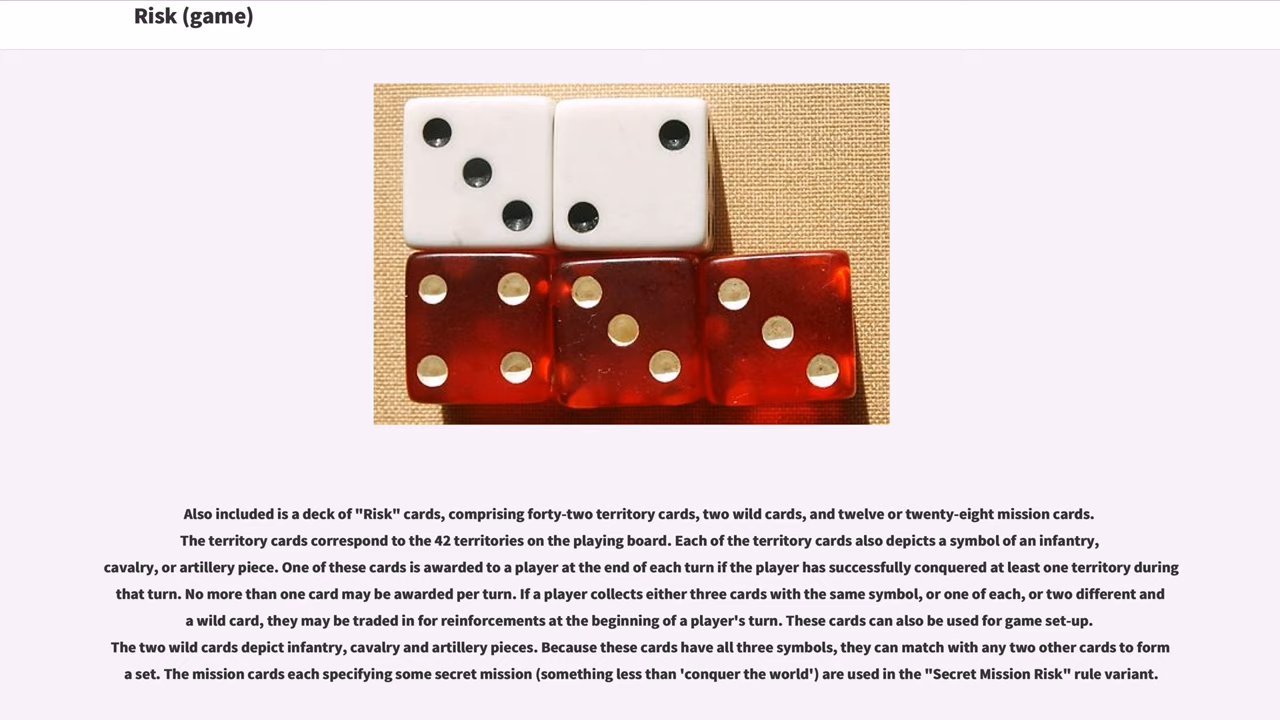 Risk (game)
Also included is a deck of "Risk" cards, comprising forty-two territory cards, two wild cards, and twelve or twenty-eight mission cards.
The territory cards correspond to the 42 territories on the playing board. Each of the territory cards also depicts a symbol of an infantry,
cavalry, or artillery piece. One of these cards is awarded to a player at the end of each turn if the player has successfully conquered at least one territory during
that turn. No more than one card may be awarded per turn. If a player collects either three cards with the same symbol, or one of each, or two different and
a wild card, they may be traded in for reinforcements at the beginning of a player's turn. These cards can also be used for game set-up.
The two wild cards depict infantry, cavalry and artillery pieces. Because these cards have all three symbols, they can match with any two other cards to form
a set. The mission cards each specifying some secret mission (something less than 'conquer the world') are used in the "Secret Mission Risk" rule variant.